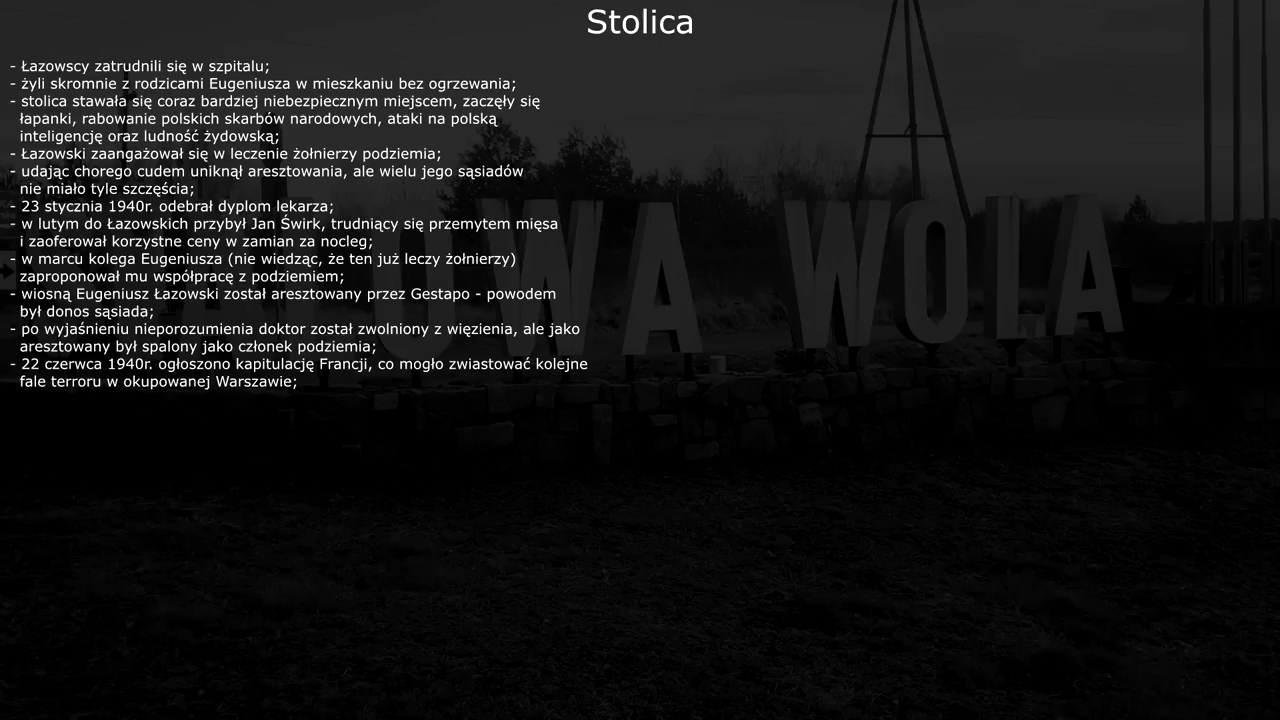 Stolica
- Łazowscy zatrudnili się w szpitalu;
- żyli skromnie z rodzicami Eugeniusza w mieszkaniu bez ogrzewania;
- stolica stawała się coraz bardziej niebezpiecznym miejscem, zaczęły się
łapanki, rabowanie polskich skarbów narodowych, ataki na polską
inteligencję oraz ludność żydowską;
- Łazowski zaangażował się w leczenie żołnierzy podziemia;
- udając chorego cudem uniknął aresztowania, ale wielu jego sąsiadów
nie miało tyle szczęścia;
- 23 stycznia 1940r. odebrał dyplom lekarza;
- w lutym do Łazowskich przybył Jan Świrk, trudniący się przemytem mięsa
i zaoferował korzystne ceny w zamian za nocleg;
- w marcu kolega Eugeniusza (nie wiedząc, że ten już leczy żołnierzy)
zaproponował mu współpracę z podziemiem;
- wiosną Eugeniusz Łazowski został aresztowany przez Gestapo - powodem
był donos sąsiada;
- po wyjaśnieniu nieporozumienia doktor został zwolniony z więzienia, ale jako
aresztowany był spalony jako członek podziemia;
- 22 czerwca 1940r. ogłoszono kapitulację Francji, co mogło zwiastować kolejne
fale terroru w okupowanej Warszawie;
OWA WOLA